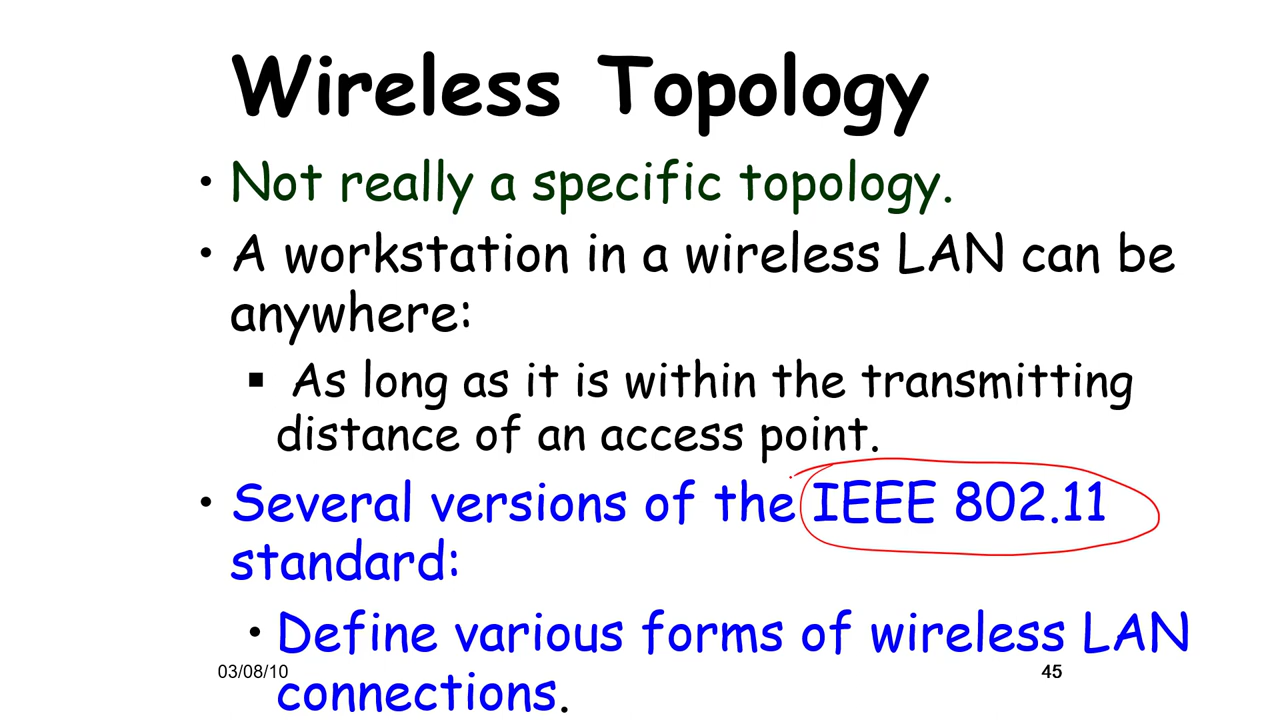 Wireless Topology
• Not really a specific topology.
• A workstation in a wireless LAN can be
anywhere:
▪ As long as it is within the transmitting
distance of an access point.
• Several versions of the IEEE 802.11
standard:
• Define various forms of wireless LAN
connections.
03/08/10
45